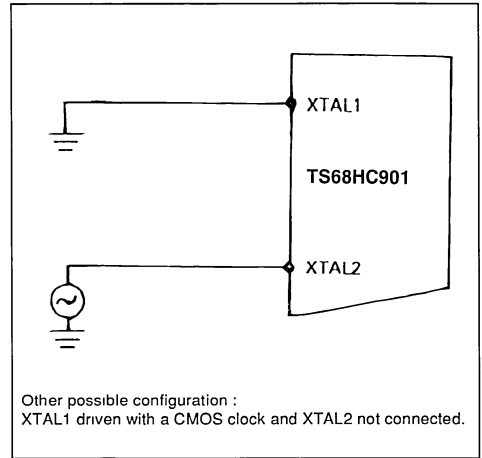 XTAL1
TS68HC901
XTAL2
Other possible configuration :
XTAL1 driven with a CMOS clock and XTAL2 not connected.